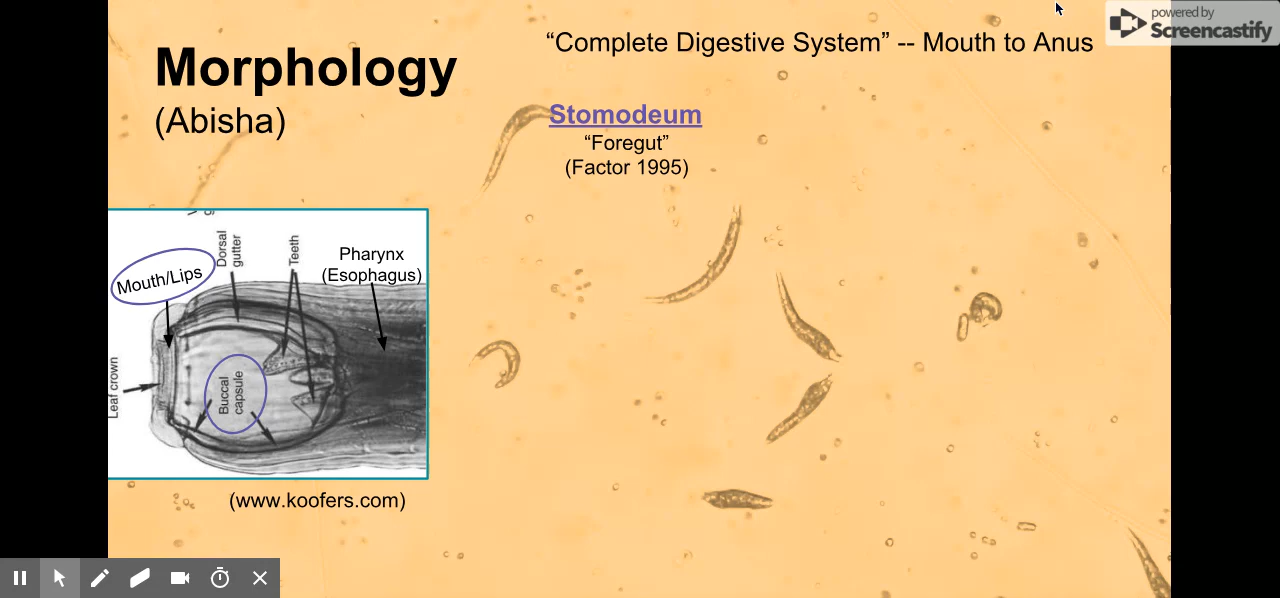 powered by
Screencastify
“Complete Digestive System” -- Mouth to Anus
Morphology
(Abisha)
Stomodeum
“Foregut”
(Factor 1995)
Dorsal
gutter
Teeth
Pharynx
(Esophagus)
Mouth/Lips
Leaf crown
Buccal
capsule
(www.koofers.com)